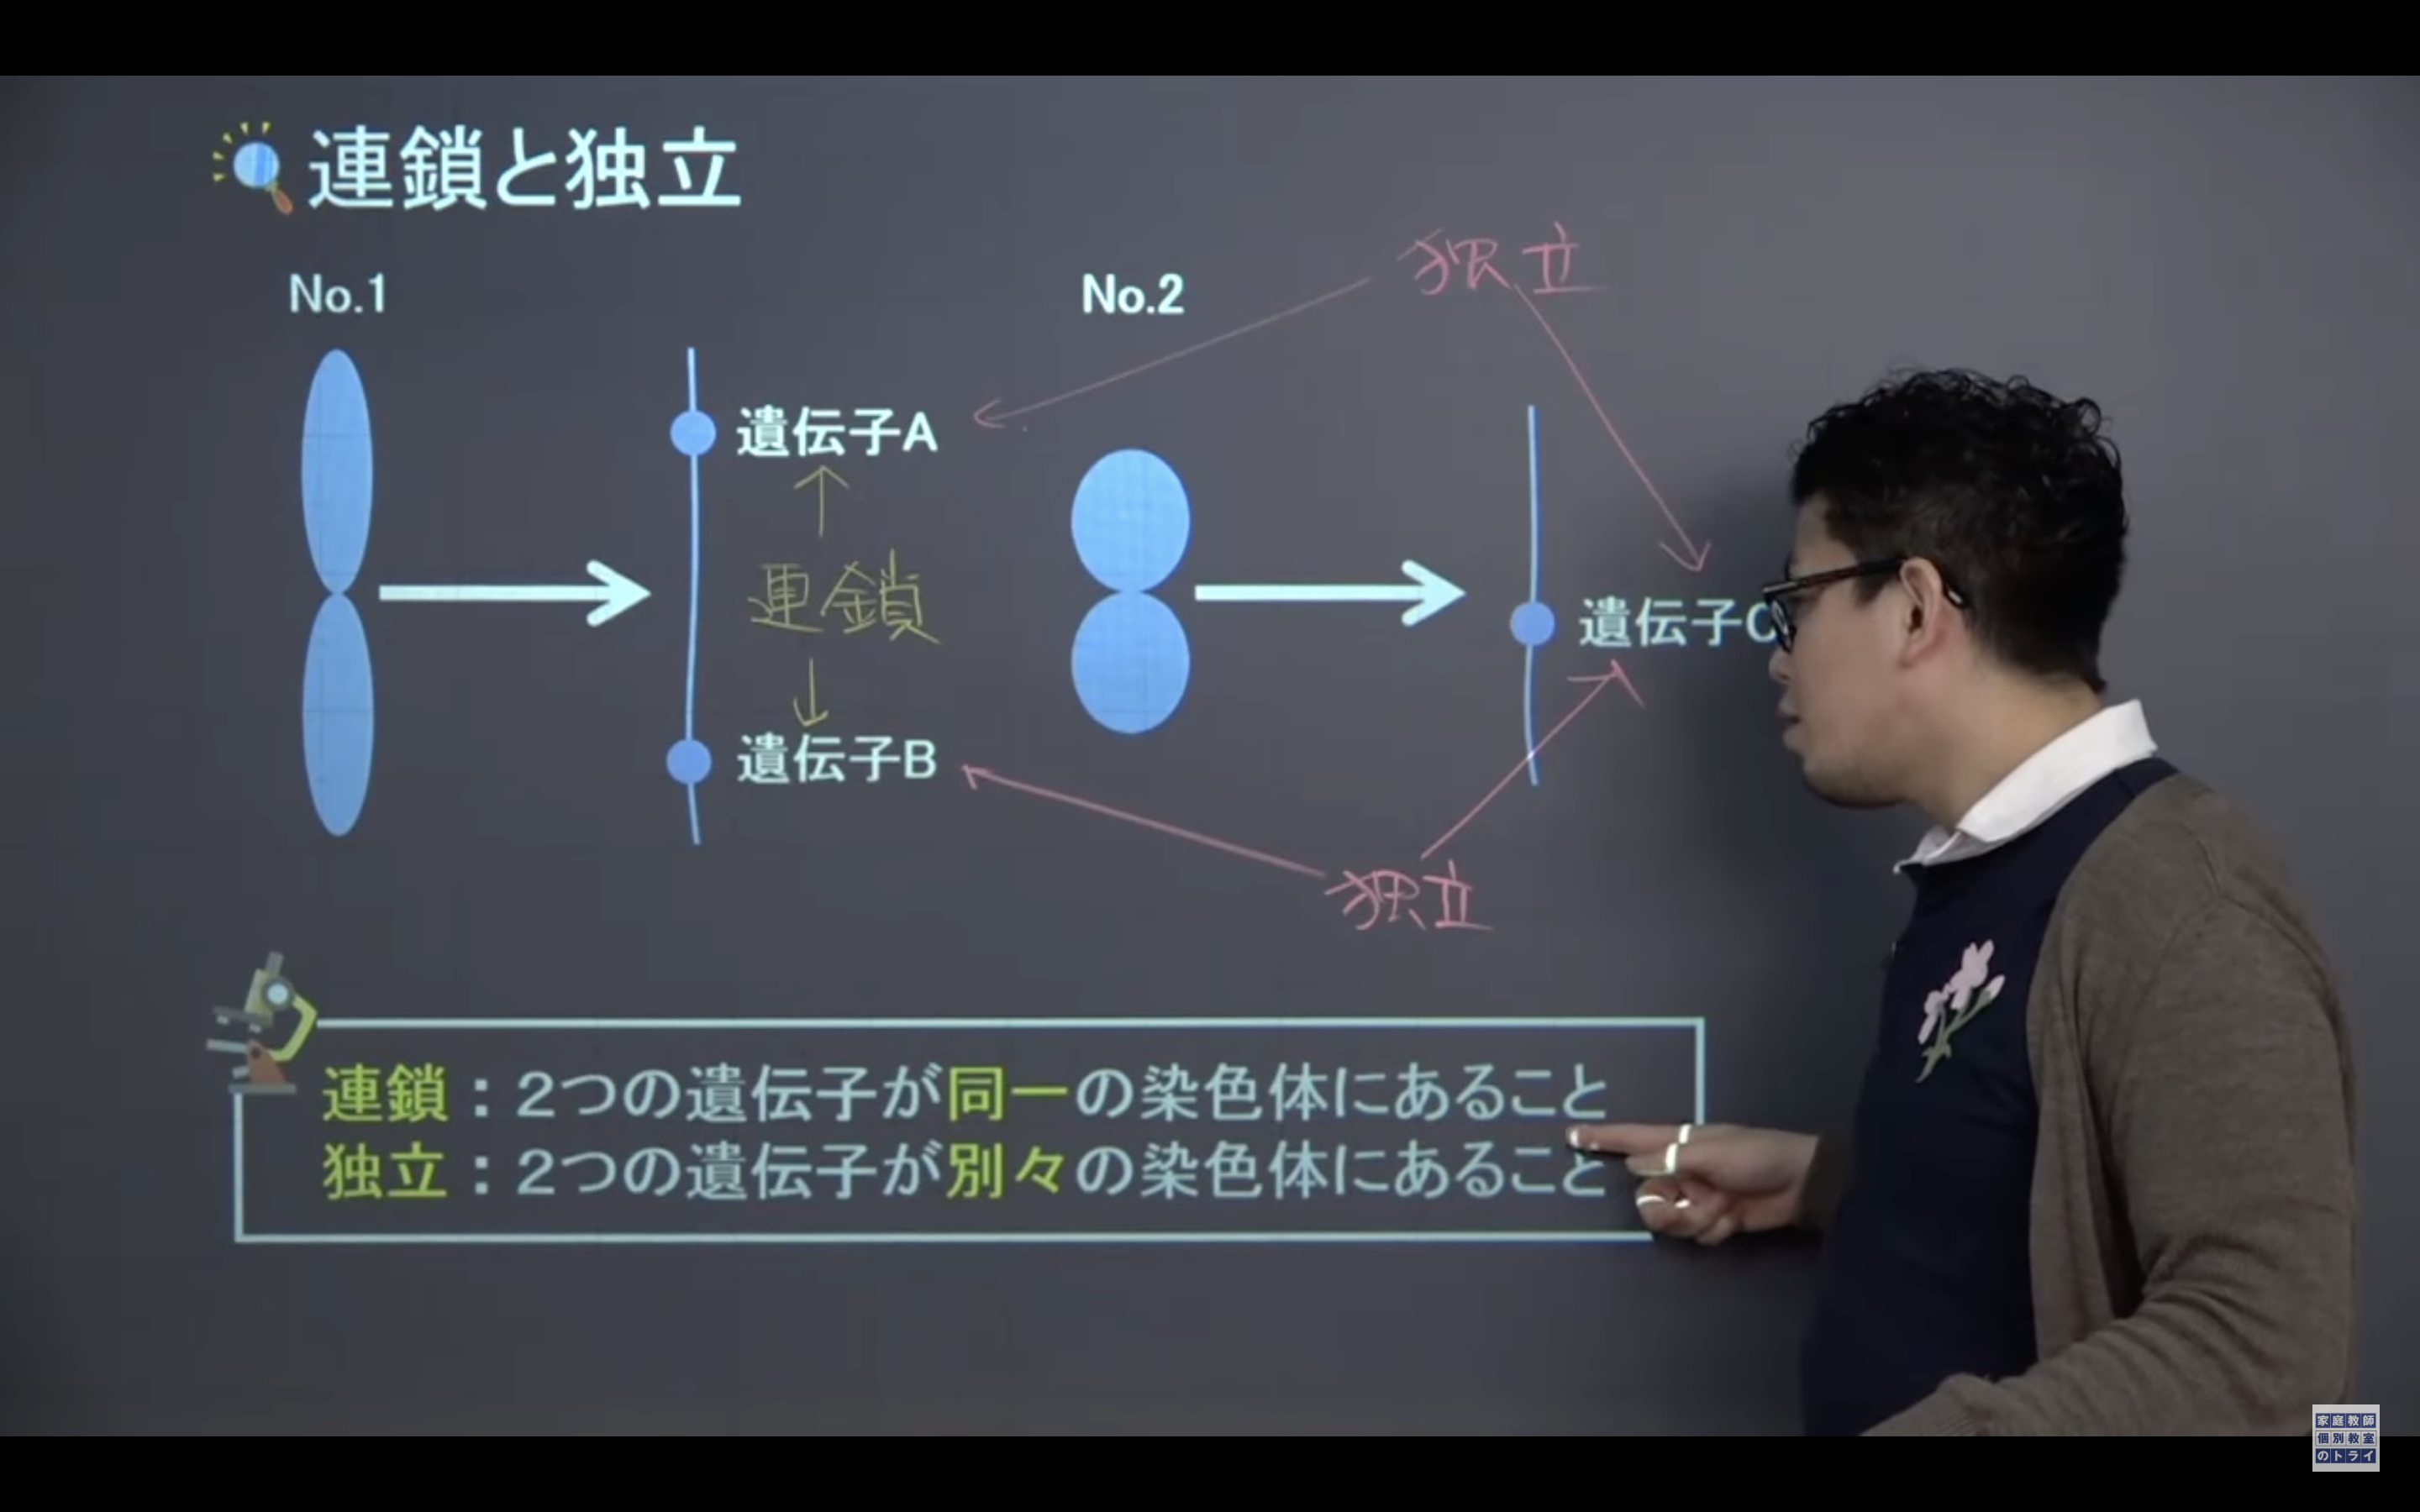 連鎖と独立
No.1
No.2
独立
遺伝子A
連鎖
遺伝子C
遺伝子B
独立
連鎖：2つの遺伝子が同一の染色体にあること
独立：2つの遺伝子が別々の染色体にあること
家庭教師
個別教室
のトライ